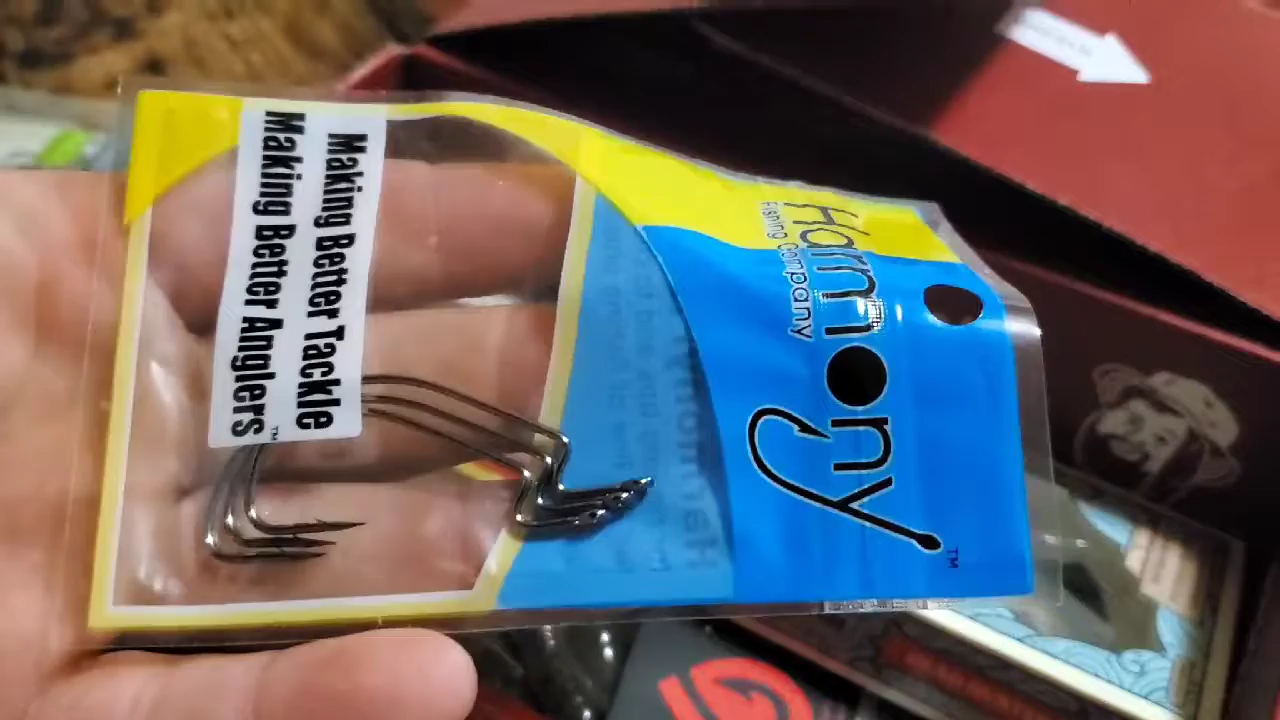 Harmony
Fishing Company
TM
Making Better Tackle
Making Better Anglers™